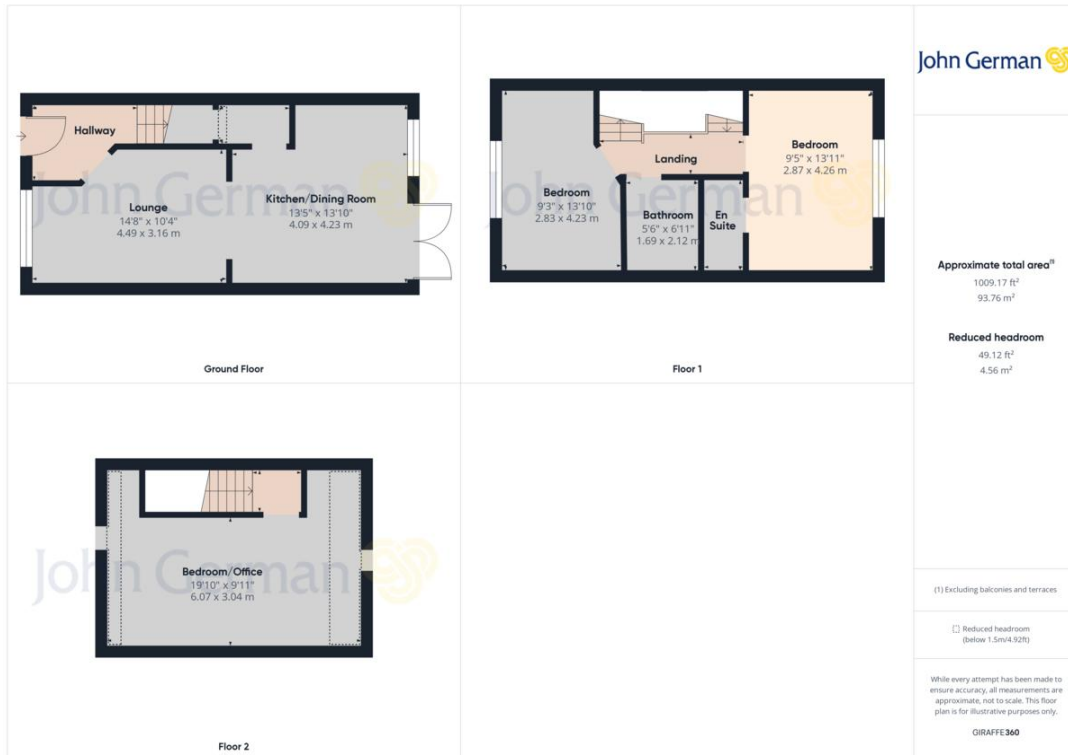 Hallway
Lounge
14'8" x 10'4"
4.49 x 3.16 m
Kitchen/Dining Room
13'5" x 13'10"
4.09 x 4.23 m
John German
Ground Floor
Bedroom
9'3" x 13'10"
2.83 x 4.23 m
Landing
Bathroom
5'6" x 6'11"
1.69 x 2.12 m
En
Suite
Bedroom
9'5" x 13'11"
2.87 x 4.26 m
John German
Floor 1
Bedroom/Office
19'10" x 9'11"
6.07 x 3.04 m
John German
Floor 2
John German
Approximate total area⁽¹⁾
1009.17 ft²
93.76 m²
Reduced headroom
49.12 ft²
4.56 m²
(1) Excluding balconies and terraces
Reduced headroom
(below 1.5m/4.92ft)
While every attempt has been made to
ensure accuracy, all measurements are
approximate, not to scale. This floor
plan is for illustrative purposes only.
GIRAFFE360